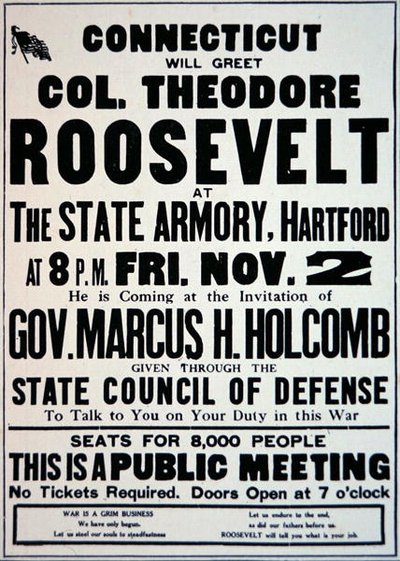 CONNECTICUT
WILL GREET
COL. THEODORE
ROOSEVELT
AT
THE STATE ARMORY, HARTFORD
AT 8 P.M. FRI. NOV. 2
He is Coming at the Invitation of
GOV. MARCUS H. HOLCOMB
GIVEN THROUGH THE
STATE COUNCIL OF DEFENSE
To Talk to You on Your Duty in this War
SEATS FOR 8,000 PEOPLE
THIS IS A PUBLIC MEETING
No Tickets Required. Doors Open at 7 o'clock
WAR IS A GRIM BUSINESS
We have only begun.
Let us steel our souls to steadfastness
Let us endure to the end,
as did our fathers before us.
ROOSEVELT will tell you what is your job.